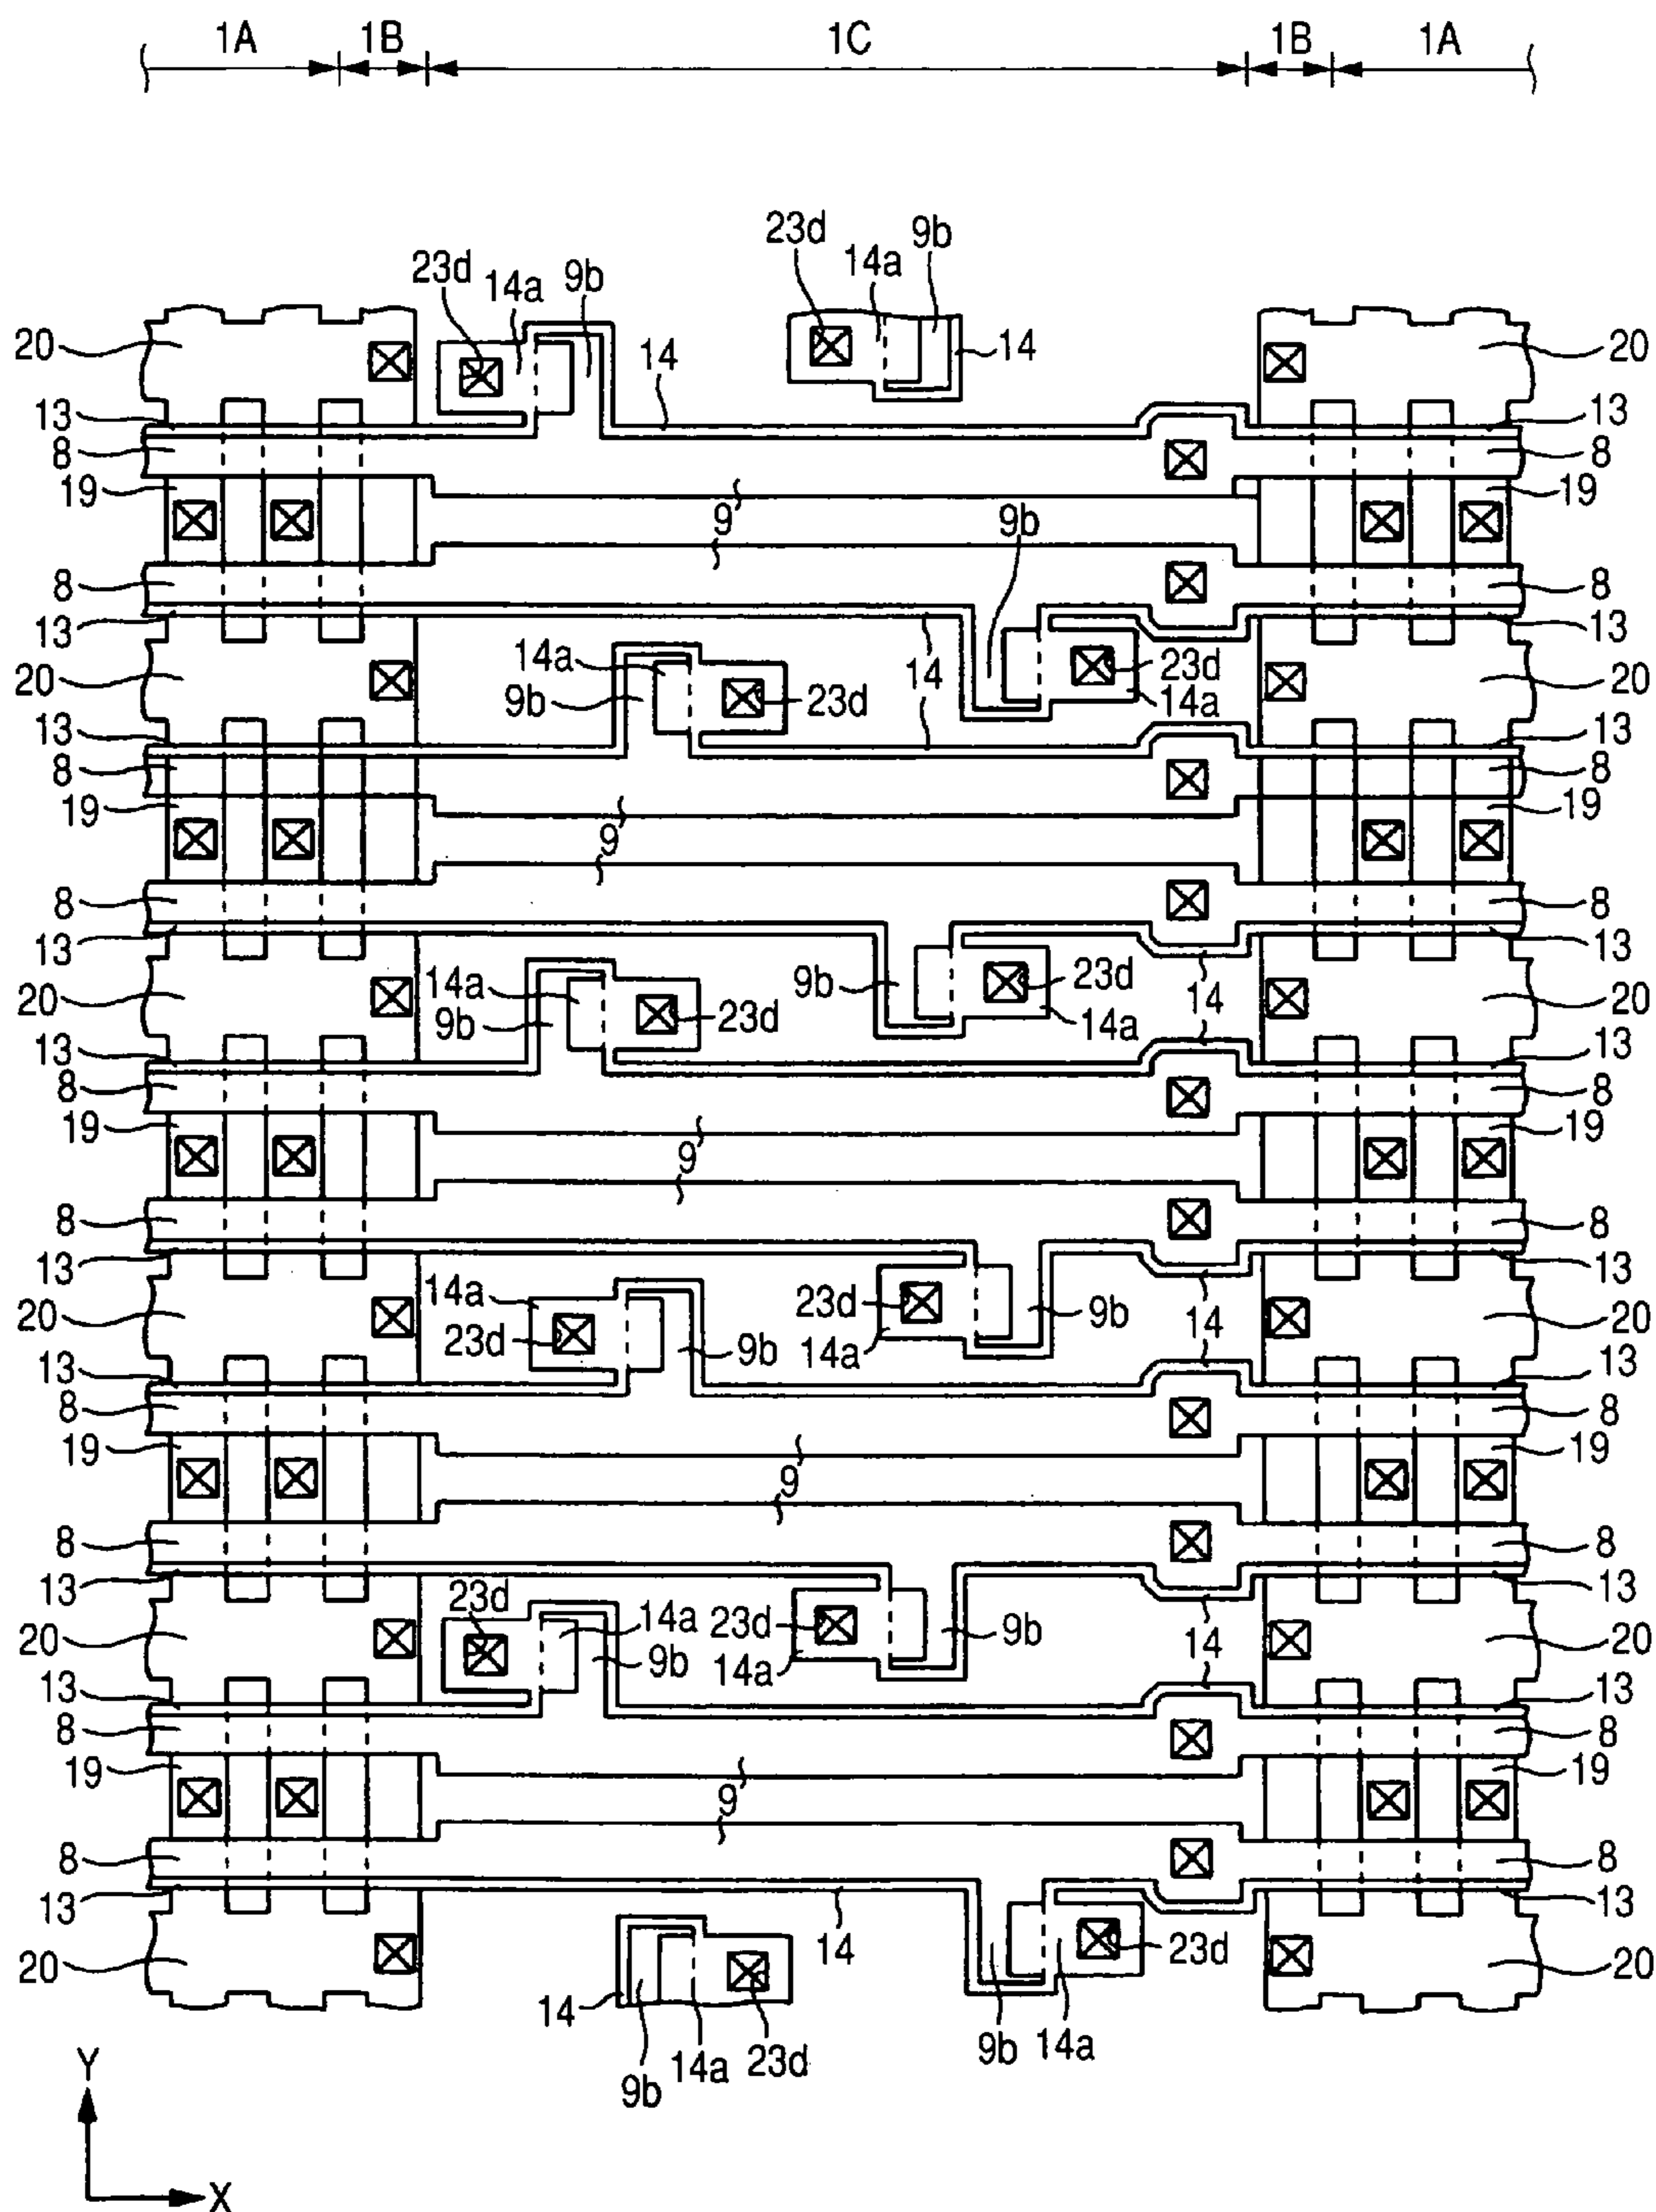 1A 1B 1C 1B 1A
23d 9b
23d 14a 9b 14a
20 14 14 20
13 13
8 8
19 9 9b 19
8 8
13 13
14a 14 14 23d
20 9b 23d 14a 20
13 13
8 8
19 9 19
8 8
13 13
14a 9b 23d 14
20 9b 23d 14a 20
13 14 13
8 8
19 9 19
8 8
13 14 13
14a 23d 9b
20 23d 9b 14a 14 20
13 13
8 8
19 9 19
8 8
13 23d 14a 23d 14 13
20 9b 14a 9b 14 20
13 13
8 8
19 9 19
8 8
13 14 13
20 23d 20
14 9b 14a 23d 9b 14a
Y
X